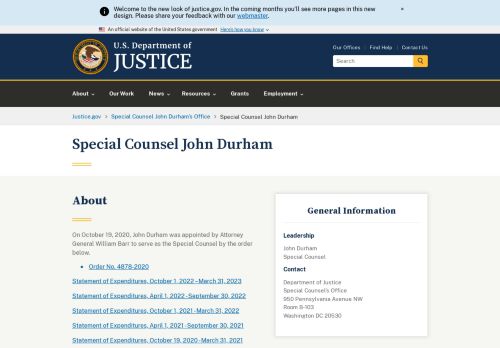 Welcome to the new look of justice.gov. In the coming months you'll see more pages in this new
design. Please share your feedback with our webmaster.
×
An official website of the United States government Here's how you know
U.S. Department of
JUSTICE
Our Offices | Find Help | Contact Us
Search
About Our Work News Resources Grants Employment
Justice.gov > Special Counsel John Durham's Office > Special Counsel John Durham
Special Counsel John Durham
About
On October 19, 2020, John Durham was appointed by Attorney
General William Barr to serve as the Special Counsel by the order
below.
• Order No. 4878-2020
Statement of Expenditures, October 1, 2022 – March 31, 2023
Statement of Expenditures, April 1, 2022 - September 30, 2022
Statement of Expenditures, October 1, 2021 - March 31, 2022
Statement of Expenditures, April 1, 2021 - September 30, 2021
Statement of Expenditures, October 19, 2020 - March 31, 2021
General Information
Leadership
John Durham
Special Counsel
Contact
Department of Justice
Special Counsel's Office
950 Pennsylvania Avenue NW
Room B-103
Washington DC 20530